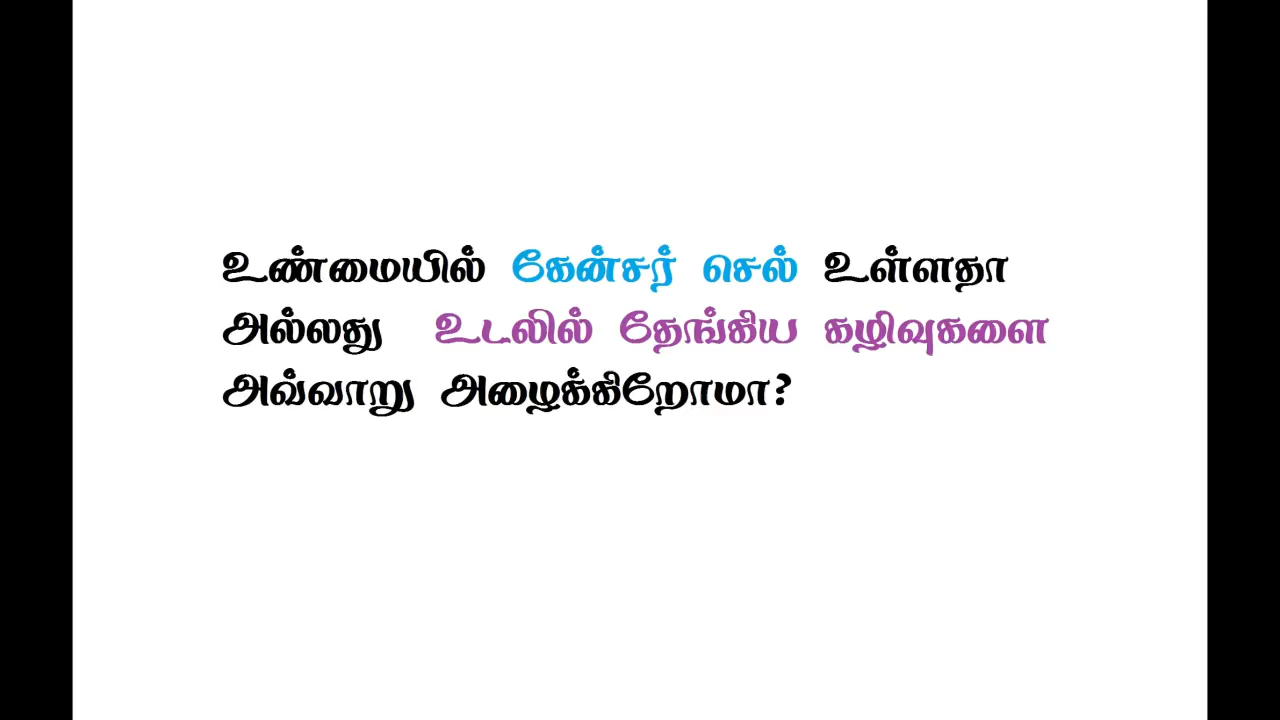 உண்மையில் கேன்சர் செல் உள்ளதா
அல்லது உடலில் தேங்கிய கழிவுகளை
அவ்வாறு அழைக்கிறோமா?